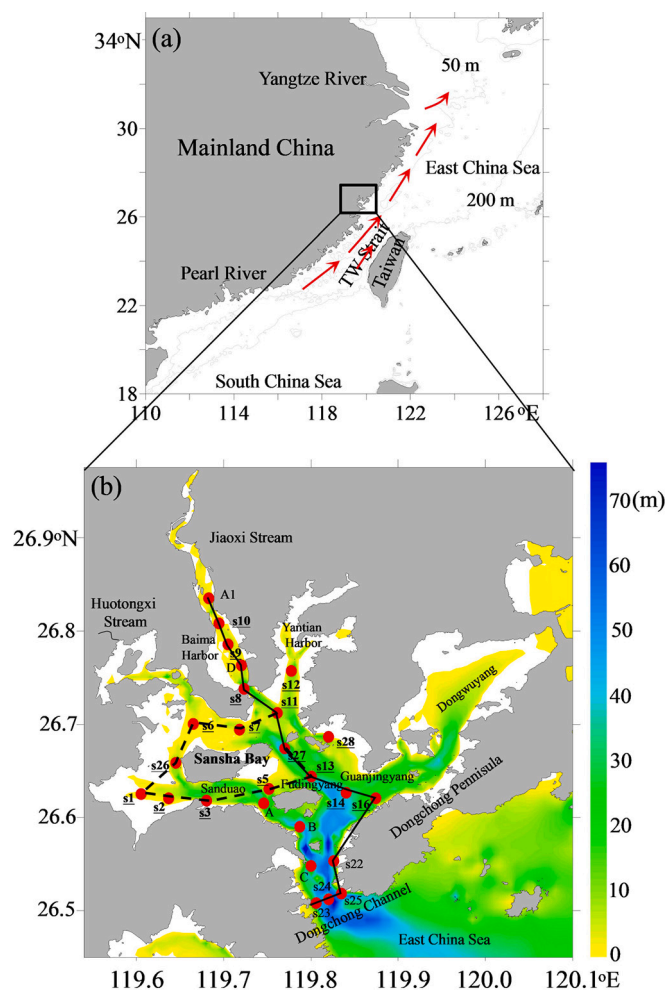 34°N
(a)
50 m
Yangtze River
30
Mainland China
East China Sea
200 m
26
TW Strait
Taiwan
Pearl River
22
South China Sea
18
110
114
118
122
126°E
(b)
70(m)
26.9°N
Jiaoxi Stream
60
Huotongxi
Stream
A1
s10
26.8
Baima
Harbor
s9
D
Yantian
Harbor
50
s8
s12
s11
Dongwuyang
40
26.7
s6
s7
s28
s26
Sansha Bay
s27
s13
30
Sanduo
s5
Fudingyang
Guanjingyang
s1
s2
s3
A
s14
s16
Dongchong Pennisula
26.6
B
20
C
s22
s24
s25
10
26.5
s23
Dongchong Channel
East China Sea
0
119.6
119.7
119.8
119.9
120.0
120.1°E